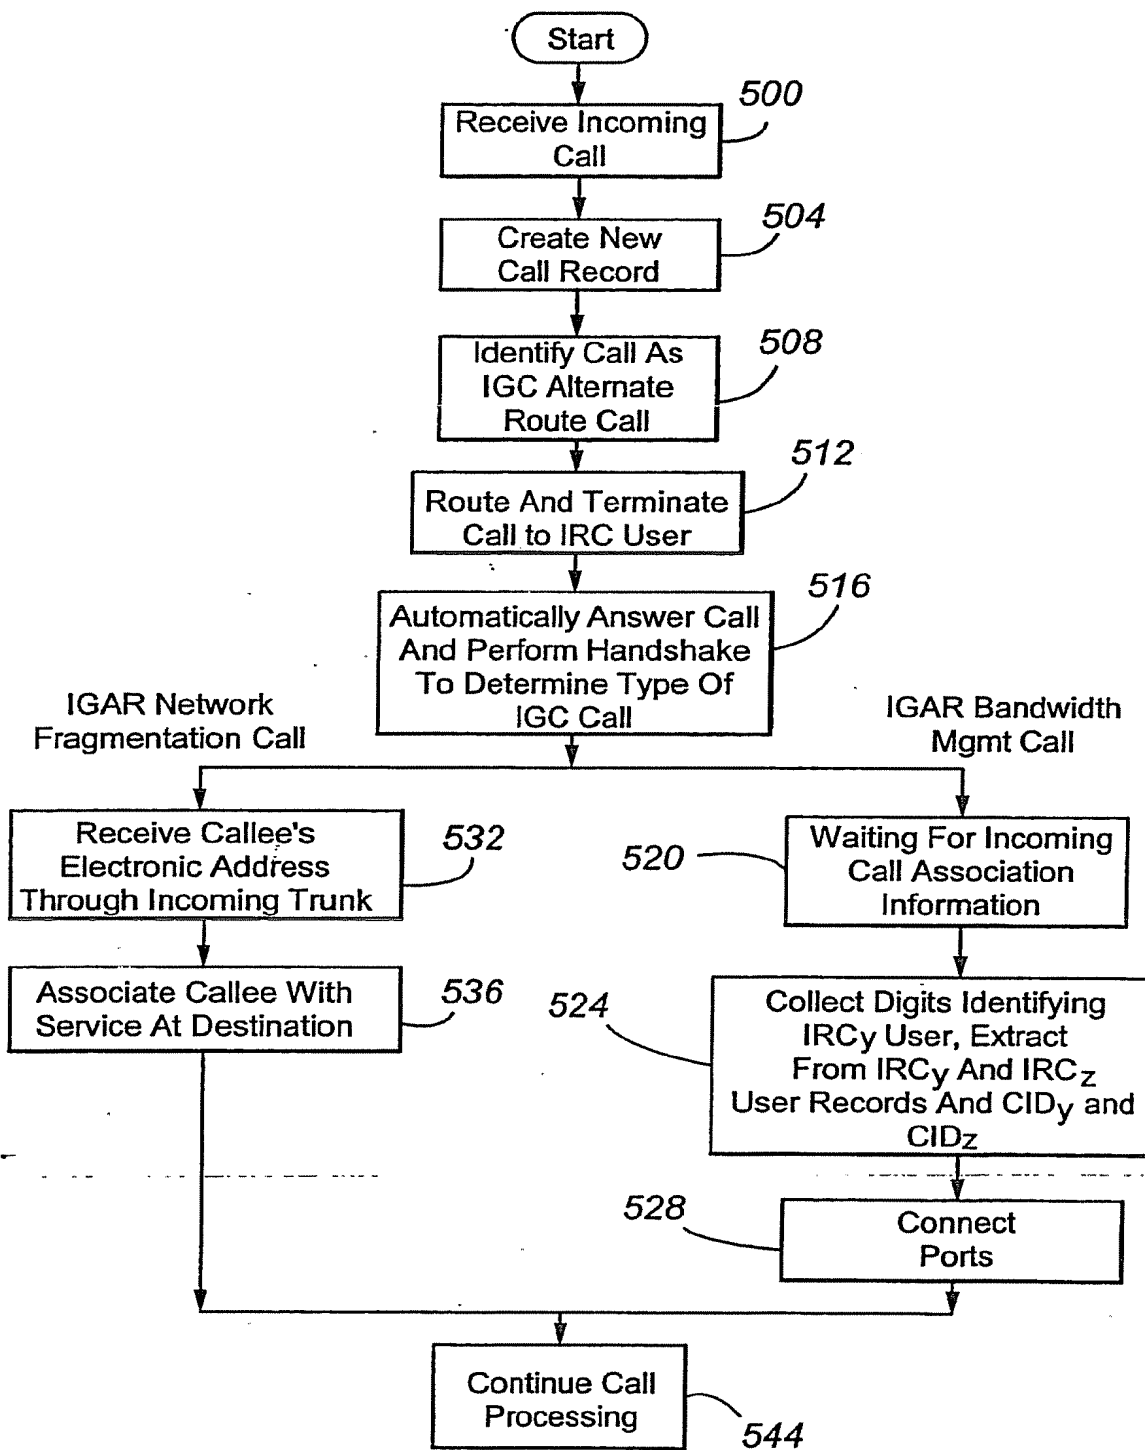 Start
500
Receive Incoming
Call
504
Create New
Call Record
508
Identify Call As
IGC Alternate
Route Call
512
Route And Terminate
Call to IRC User
516
Automatically Answer Call
And Perform Handshake
To Determine Type Of
IGC Call
IGAR Network
Fragmentation Call
IGAR Bandwidth
Mgmt Call
Receive Callee's
Electronic Address
Through Incoming Trunk
532
520
Waiting For Incoming
Call Association
Information
Associate Callee With
Service At Destination
536
524
Collect Digits Identifying
IRCy User, Extract
From IRCy And IRCz
User Records And CIDy and
CIDz
528
Connect
Ports
Continue Call
Processing
544